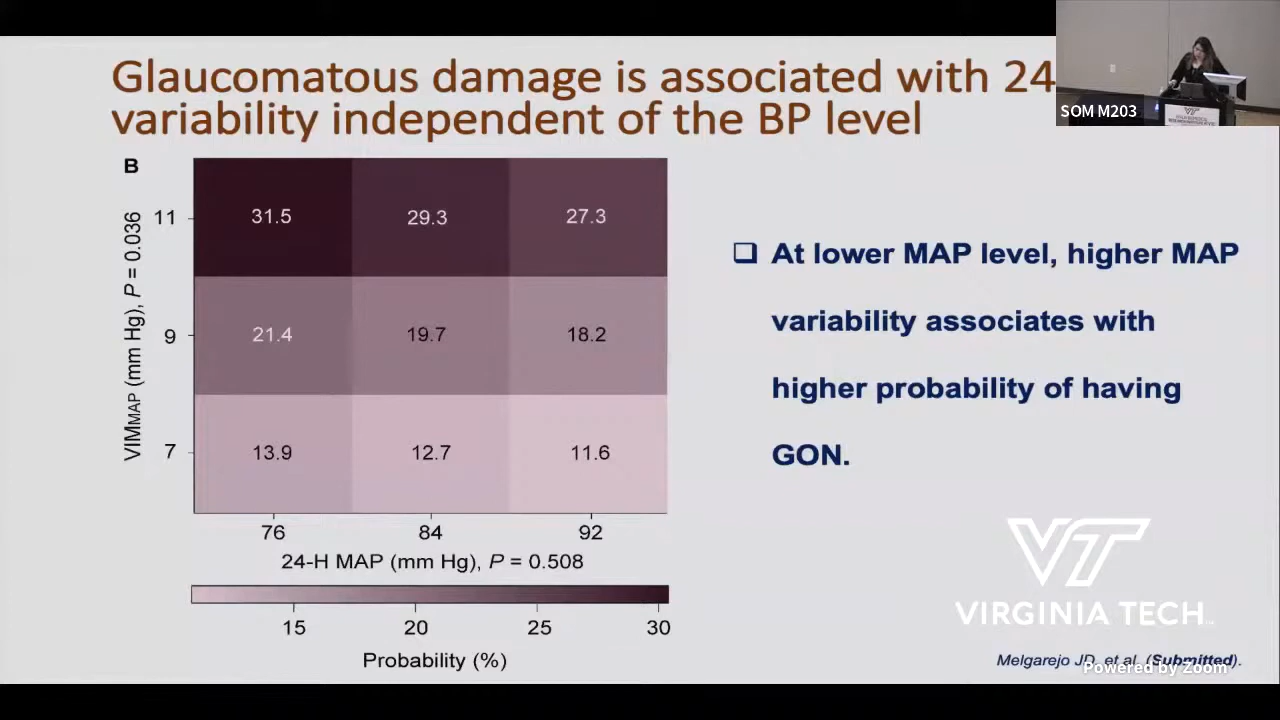 Glaucomatous damage is associated with 24
variability independent of the BP level
SOM M203
B
VIMMAP (mm Hg), P = 0.036
11
9
7
31.5 29.3 27.3
21.4 19.7 18.2
13.9 12.7 11.6
76 84 92
24-H MAP (mm Hg), P = 0.508
15 20 25 30
Probability (%)
❑ At lower MAP level, higher MAP
variability associates with
higher probability of having
GON.
VT
VIRGINIA TECH™
Melgarejo JD, et al. (Submitted).
Powered by Zoom